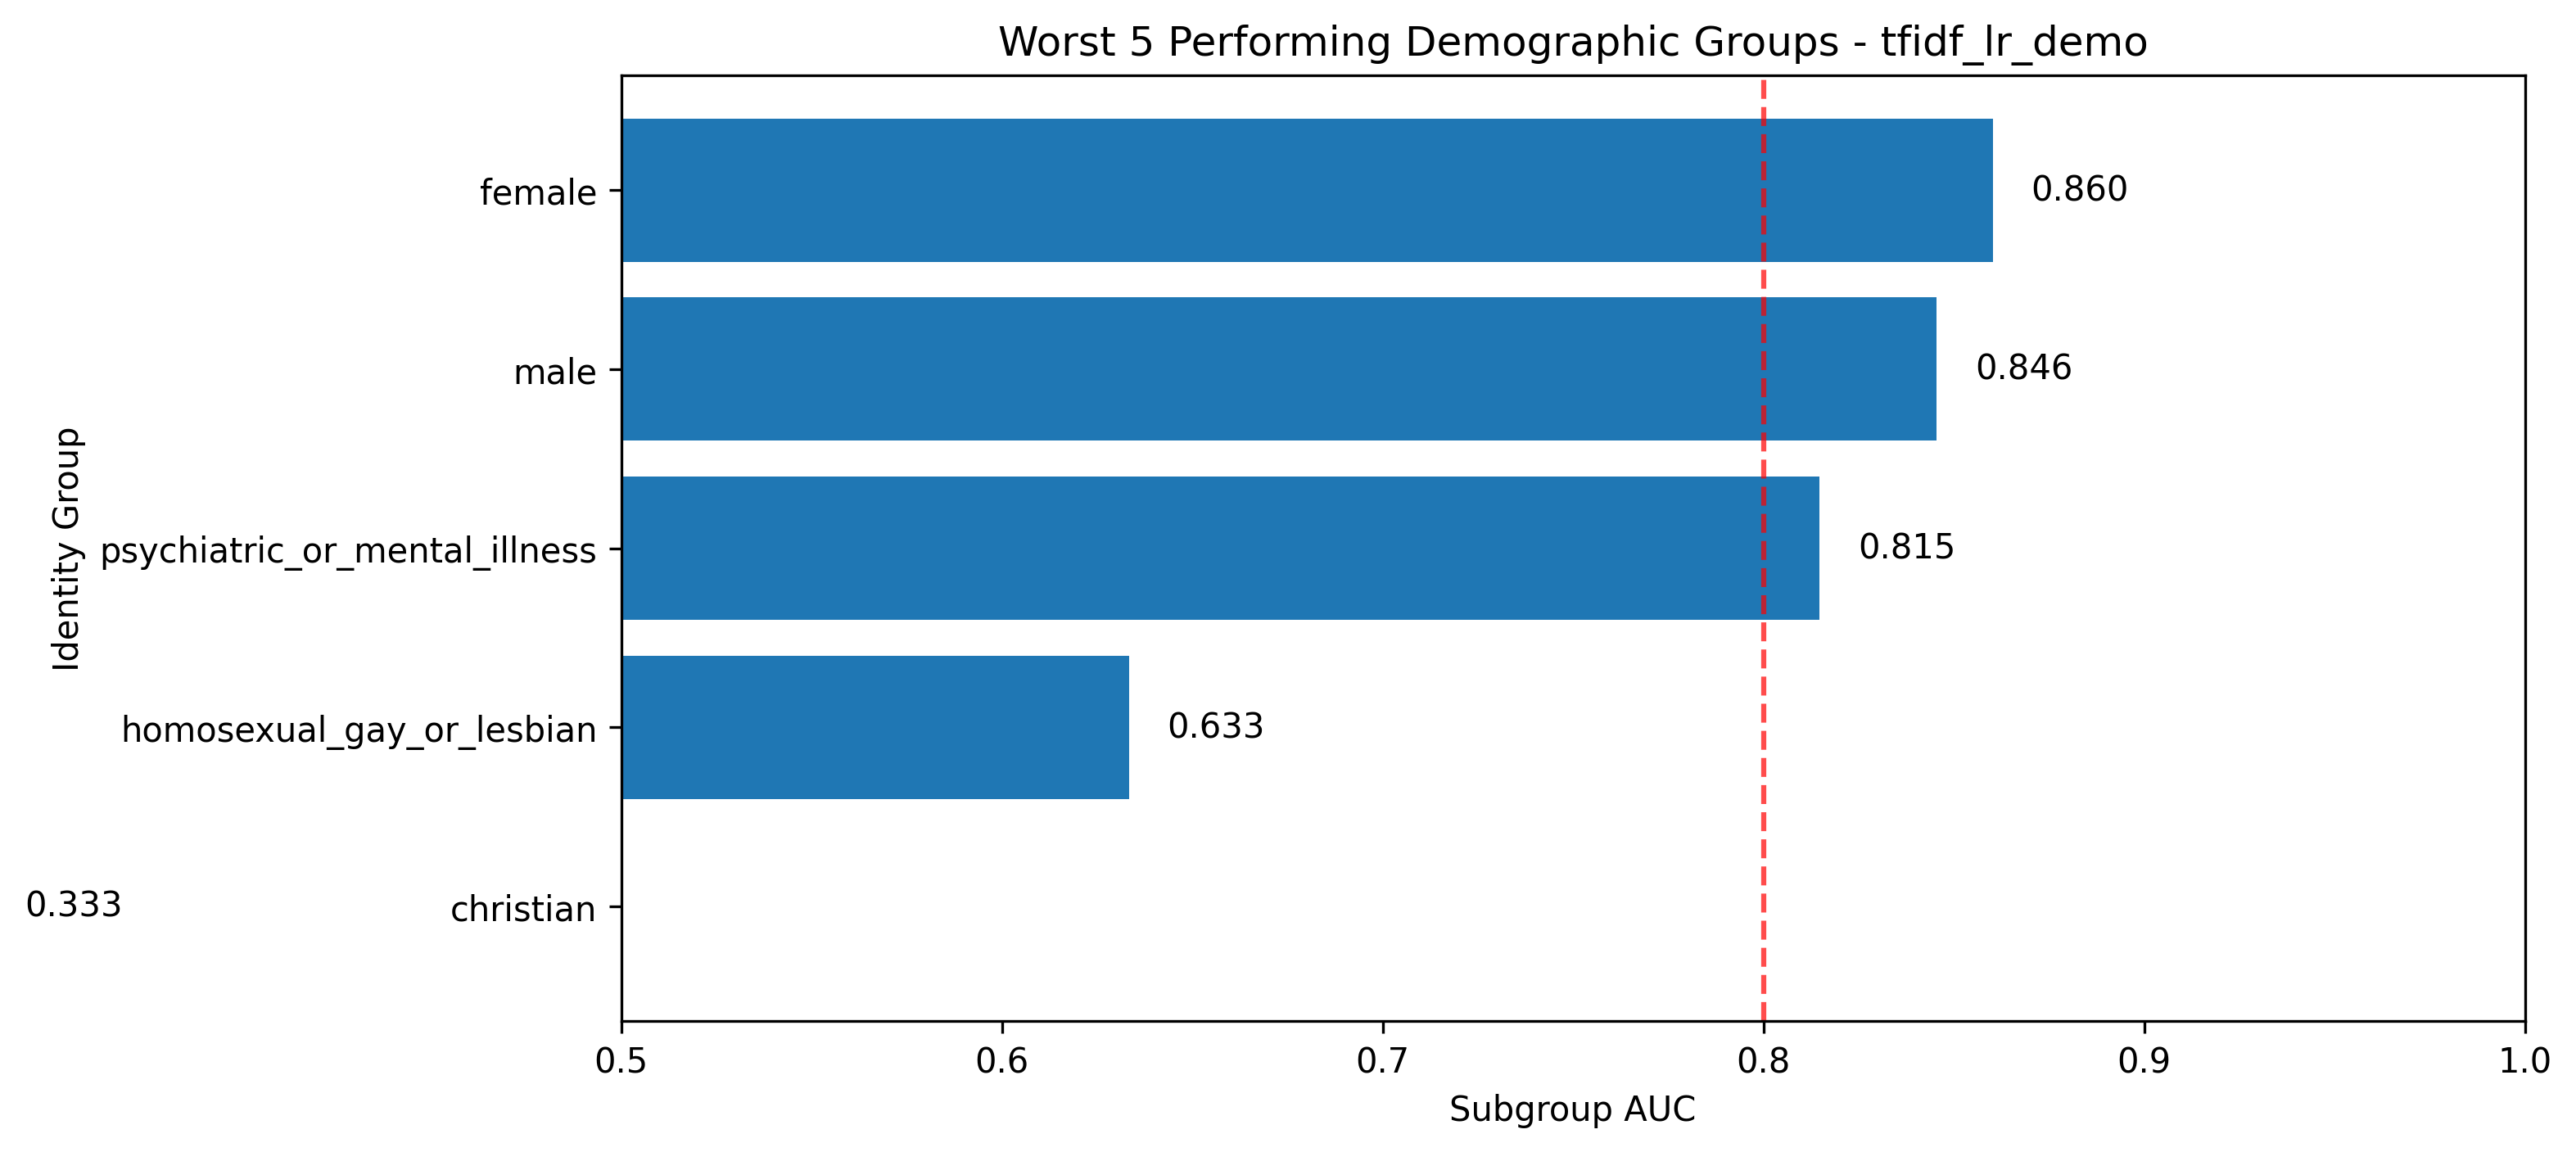 Worst 5 Performing Demographic Groups - tfidf_lr_demo
Identity Group
female
0.860
male
0.846
psychiatric_or_mental_illness
0.815
homosexual_gay_or_lesbian
0.633
0.333
christian
0.5 0.6 0.7 0.8 0.9 1.0
Subgroup AUC